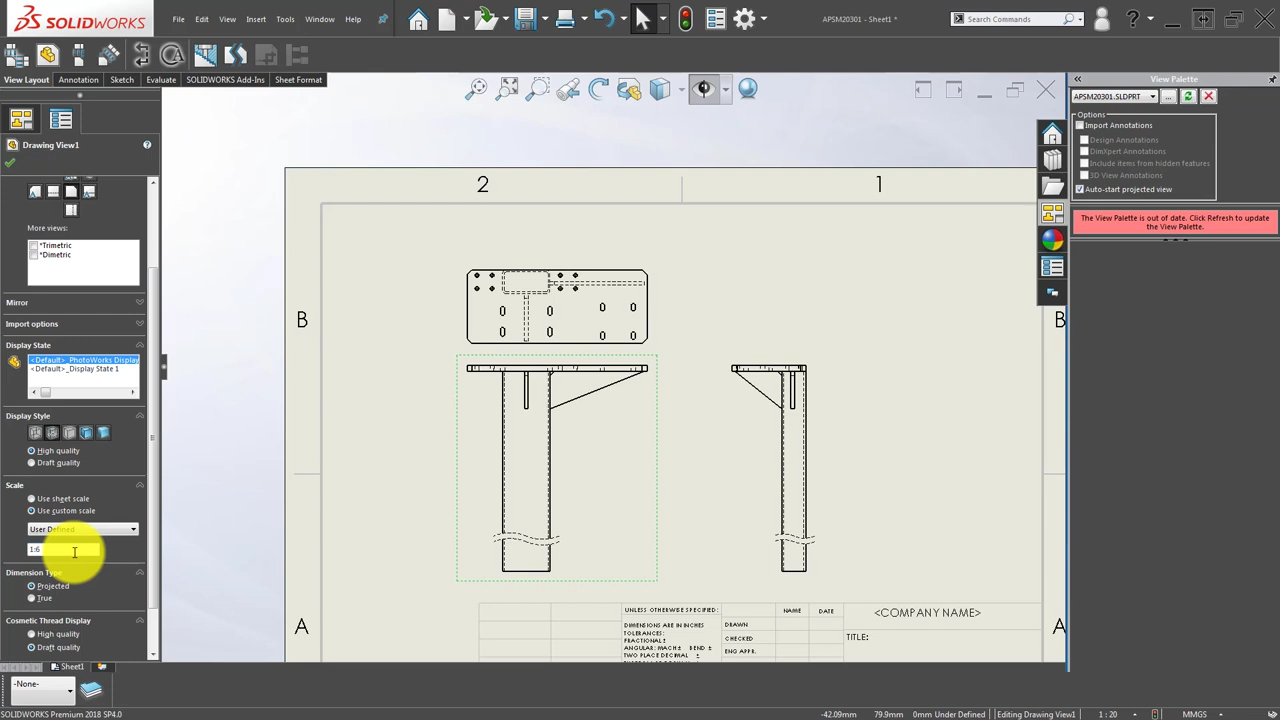 SOLIDWORKS
File Edit View Insert Tools Window Help
APSM20301 - Sheet1 *
Search Commands
View Layout Annotation Sketch Evaluate SOLIDWORKS Add-Ins Sheet Format
View Palette
APSM20301.SLDPRT
...
Options
Import Annotations
Design Annotations
DimXpert Annotations
Include items from hidden features
3D View Annotations
Auto-start projected view
The View Palette is out of date. Click Refresh to
update the View Palette.
Drawing View1
More views:
*Trimetric
*Dimetric
Mirror
Import options
Display State
<Default>_PhotoWorks Display
<Default>_Display State 1
Display Style
High quality
Draft quality
Scale
Use sheet scale
Use custom scale
User Defined
1:6
Dimension Type
Projected
True
Cosmetic Thread Display
High quality
Draft quality
2 1
B B
A A
UNLESS OTHERWISE SPECIFIED:
DIMENSIONS ARE IN INCHES
TOLERANCES:
FRACTIONAL ±
ANGULAR: MACH ± BEND ±
TWO PLACE DECIMAL ±
NAME DATE
DRAWN
CHECKED
ENG APPR.
<COMPANY NAME>
TITLE:
Sheet1
-None-
SOLIDWORKS Premium 2018 SP4.0
-42.09mm 79.9mm 0mm Under Defined Editing Drawing View1 1 : 20 MMGS